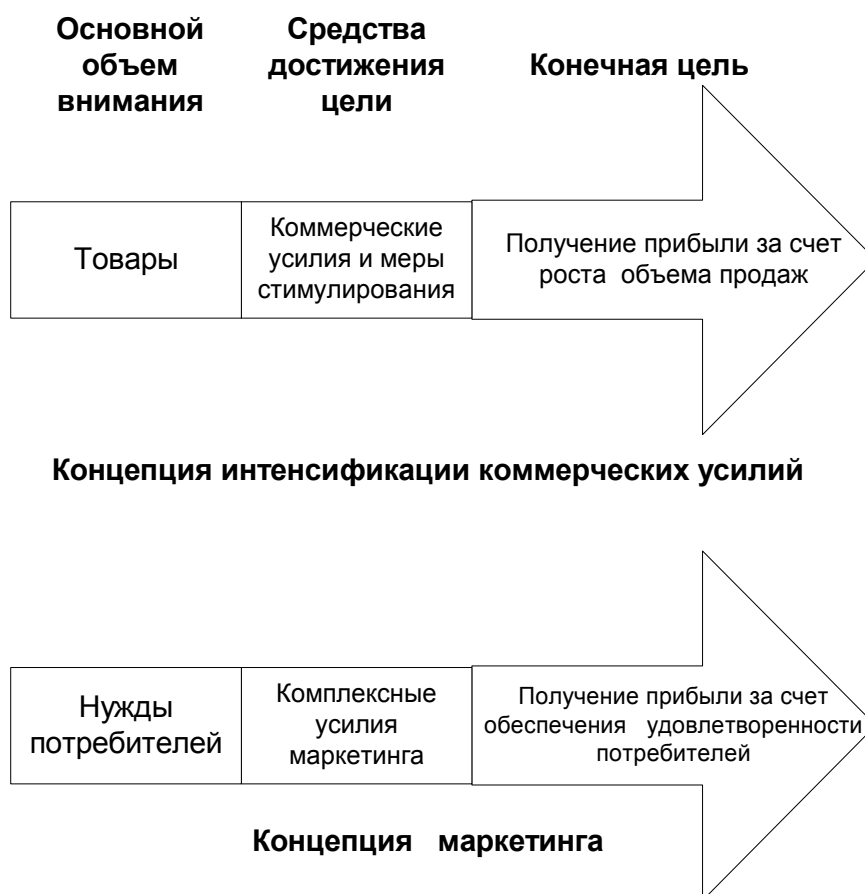 Основной
объем
внимания
Средства
достижения
цели
Конечная цель
Товары
Коммерческие
усилия и меры
стимулирования
Получение прибыли за счет
роста объема продаж
Концепция интенсификации коммерческих усилий
Нужды
потребителей
Комплексные
усилия
маркетинга
Получение прибыли за счет
обеспечения удовлетворенности
потребителей
Концепция маркетинга